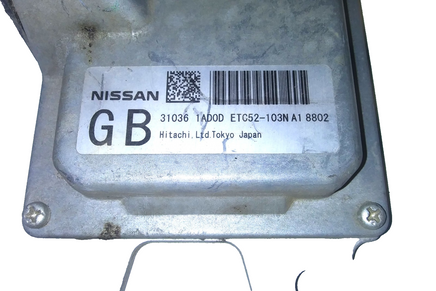 NISSAN
GB
31036 1AD0D ETC52-103N A1 8802
Hitachi,Ltd.Tokyo Japan